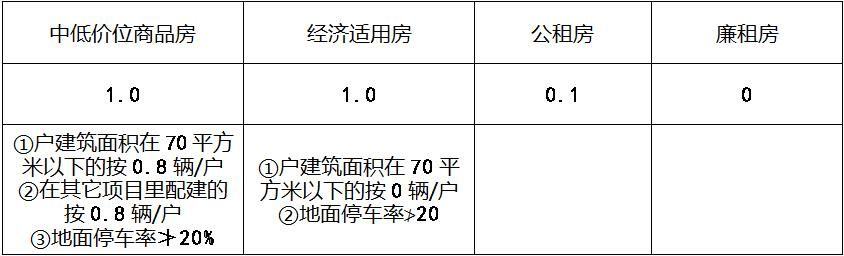 中低价位商品房
经济适用房
公租房
廉租房
1.0
1.0
0.1
0
①户建筑面积在 70 平方
米以下的按 0.8 辆/户
②在其它项目里配建的
按 0.8 辆/户
③地面停车率≯20%
①户建筑面积在 70 平
方米以下的按 0 辆/户
②地面停车率≯20